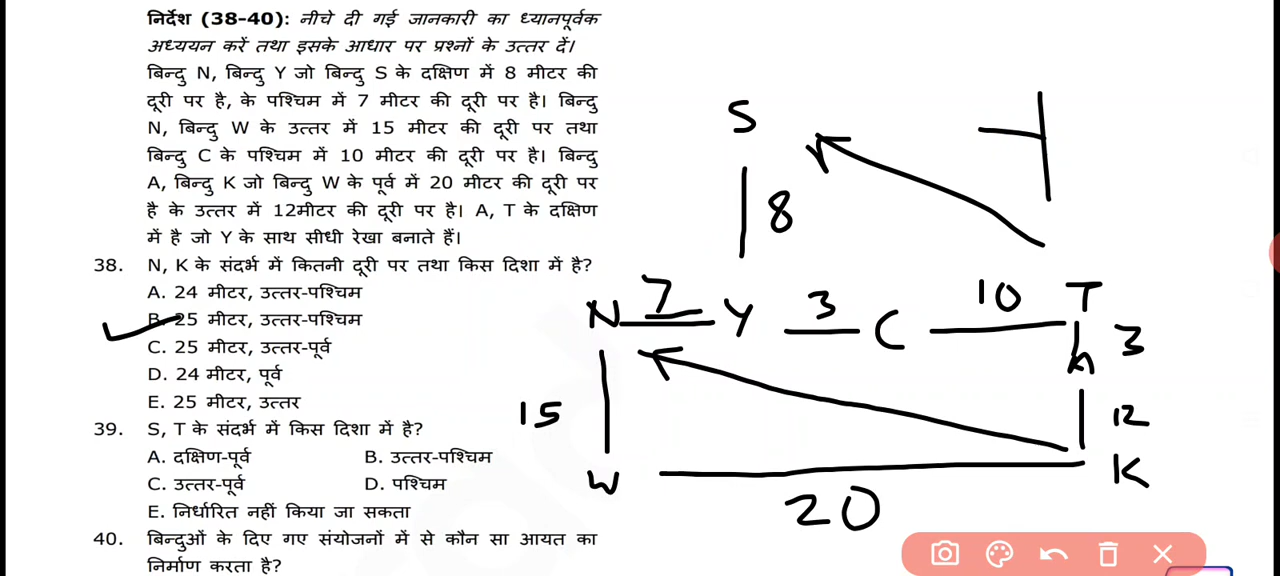 निर्देश (38-40): नीचे दी गई जानकारी का ध्यानपूर्वक
अध्ययन करें तथा इसके आधार पर प्रश्नों के उत्तर दें।
बिन्दु N, बिन्दु Y जो बिन्दु S के दक्षिण में 8 मीटर की
दूरी पर है, के पश्चिम में 7 मीटर की दूरी पर है। बिन्दु
N, बिन्दु W के उत्तर में 15 मीटर की दूरी पर तथा
बिन्दु C के पश्चिम में 10 मीटर की दूरी पर है। बिन्दु
A, बिन्दु K जो बिन्दु W के पूर्व में 20 मीटर की दूरी पर
है के उत्तर में 12मीटर की दूरी पर है। A, T के दक्षिण
में है जो Y के साथ सीधी रेखा बनाते हैं।
38. N, K के संदर्भ में कितनी दूरी पर तथा किस दिशा में है?
A. 24 मीटर, उत्तर-पश्चिम
B. 25 मीटर, उत्तर-पश्चिम
C. 25 मीटर, उत्तर-पूर्व
D. 24 मीटर, पूर्व
E. 25 मीटर, उत्तर
39. S, T के संदर्भ में किस दिशा में है?
A. दक्षिण-पूर्व B. उत्तर-पश्चिम
C. उत्तर-पूर्व D. पश्चिम
E. निर्धारित नहीं किया जा सकता
40. बिन्दुओं के दिए गए संयोजनों में से कौन सा आयत का
निर्माण करता है?
S
8
N 7 Y 3 C 10 T
A 3
15 12
W K
20